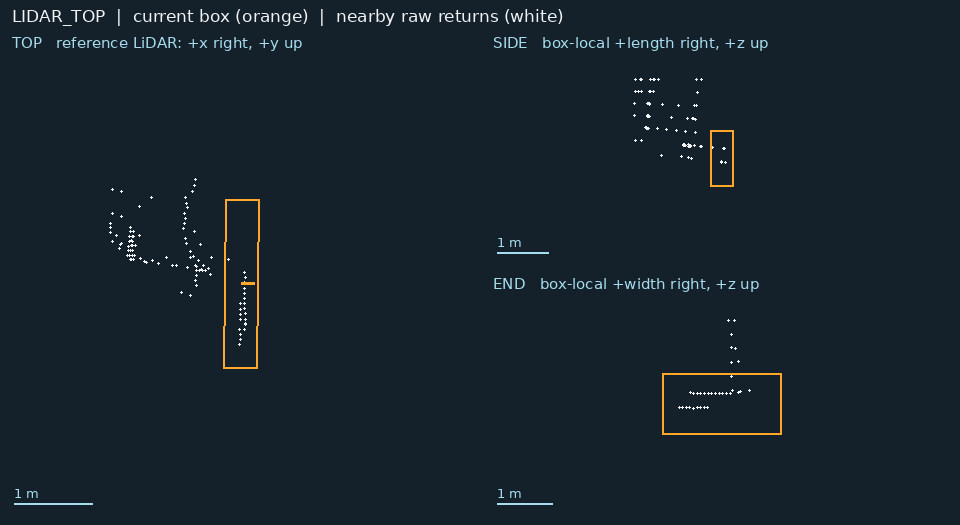 LIDAR_TOP  |  current box (orange)  |  nearby raw returns (white)
TOP   reference LiDAR: +x right, +y up
SIDE   box-local +length right, +z up
1 m
END   box-local +width right, +z up
1 m
1 m